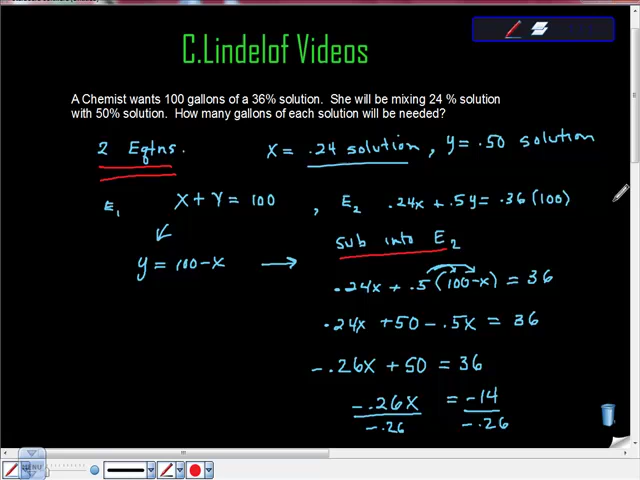 C.Lindelof Videos
A Chemist wants 100 gallons of a 36% solution. She will be mixing 24 % solution
with 50% solution. How many gallons of each solution will be needed?
2 Eqtns.
X = .24 solution, y = .50 solution
E1 X + Y = 100 , E2 .24x + .5y = .36(100)
Sub into E2
y = 100-x →
.24x + .5(100-x) = 36
.24x + 50 - .5x = 36
-.26x + 50 = 36
-.26x = -14
-.26 -.26
MENU